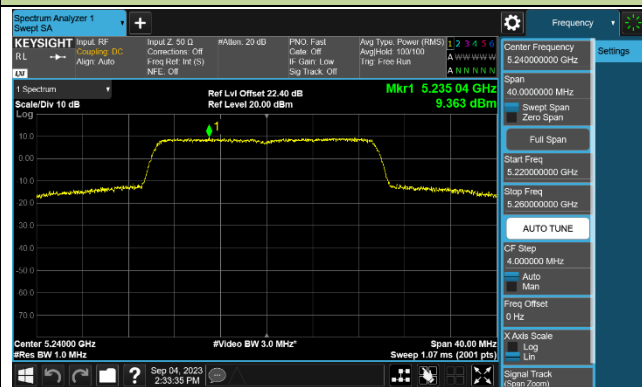 Spectrum Analyzer 1
Swept SA
Frequency
KEYSIGHT
RL
LXI
Input: RF
Coupling: DC
Align: Auto
Input Z: 50 Ω
Corrections: Off
Freq Ref: Int (S)
NFE: Off
#Atten: 20 dB
PNO: Fast
Gate: Off
IF Gain: Low
Sig Track: Off
Avg Type: Power (RMS)
Avg|Hold: 100/100
Trig: Free Run
1 2 3 4 5 6
A W W W W W
A N N N N N
1 Spectrum
Scale/Div 10 dB
Log
Ref Lvl Offset 22.40 dB
Ref Level 20.00 dBm
Mkr1 5.235 04 GHz
9.363 dBm
1
10.0
0.00
-10.0
-20.0
-30.0
-40.0
-50.0
-60.0
-70.0
Center 5.24000 GHz
#Res BW 1.0 MHz
#Video BW 3.0 MHz*
Span 40.00 MHz
Sweep 1.07 ms (2001 pts)
Sep 04, 2023
2:33:35 PM
Center Frequency
5.240000000 GHz
Settings
Span
40.0000000 MHz
Swept Span
Zero Span
Full Span
Start Freq
5.220000000 GHz
Stop Freq
5.260000000 GHz
AUTO TUNE
CF Step
4.000000 MHz
Auto
Man
Freq Offset
0 Hz
X Axis Scale
Log
Lin
Signal Track
(Span Zoom)